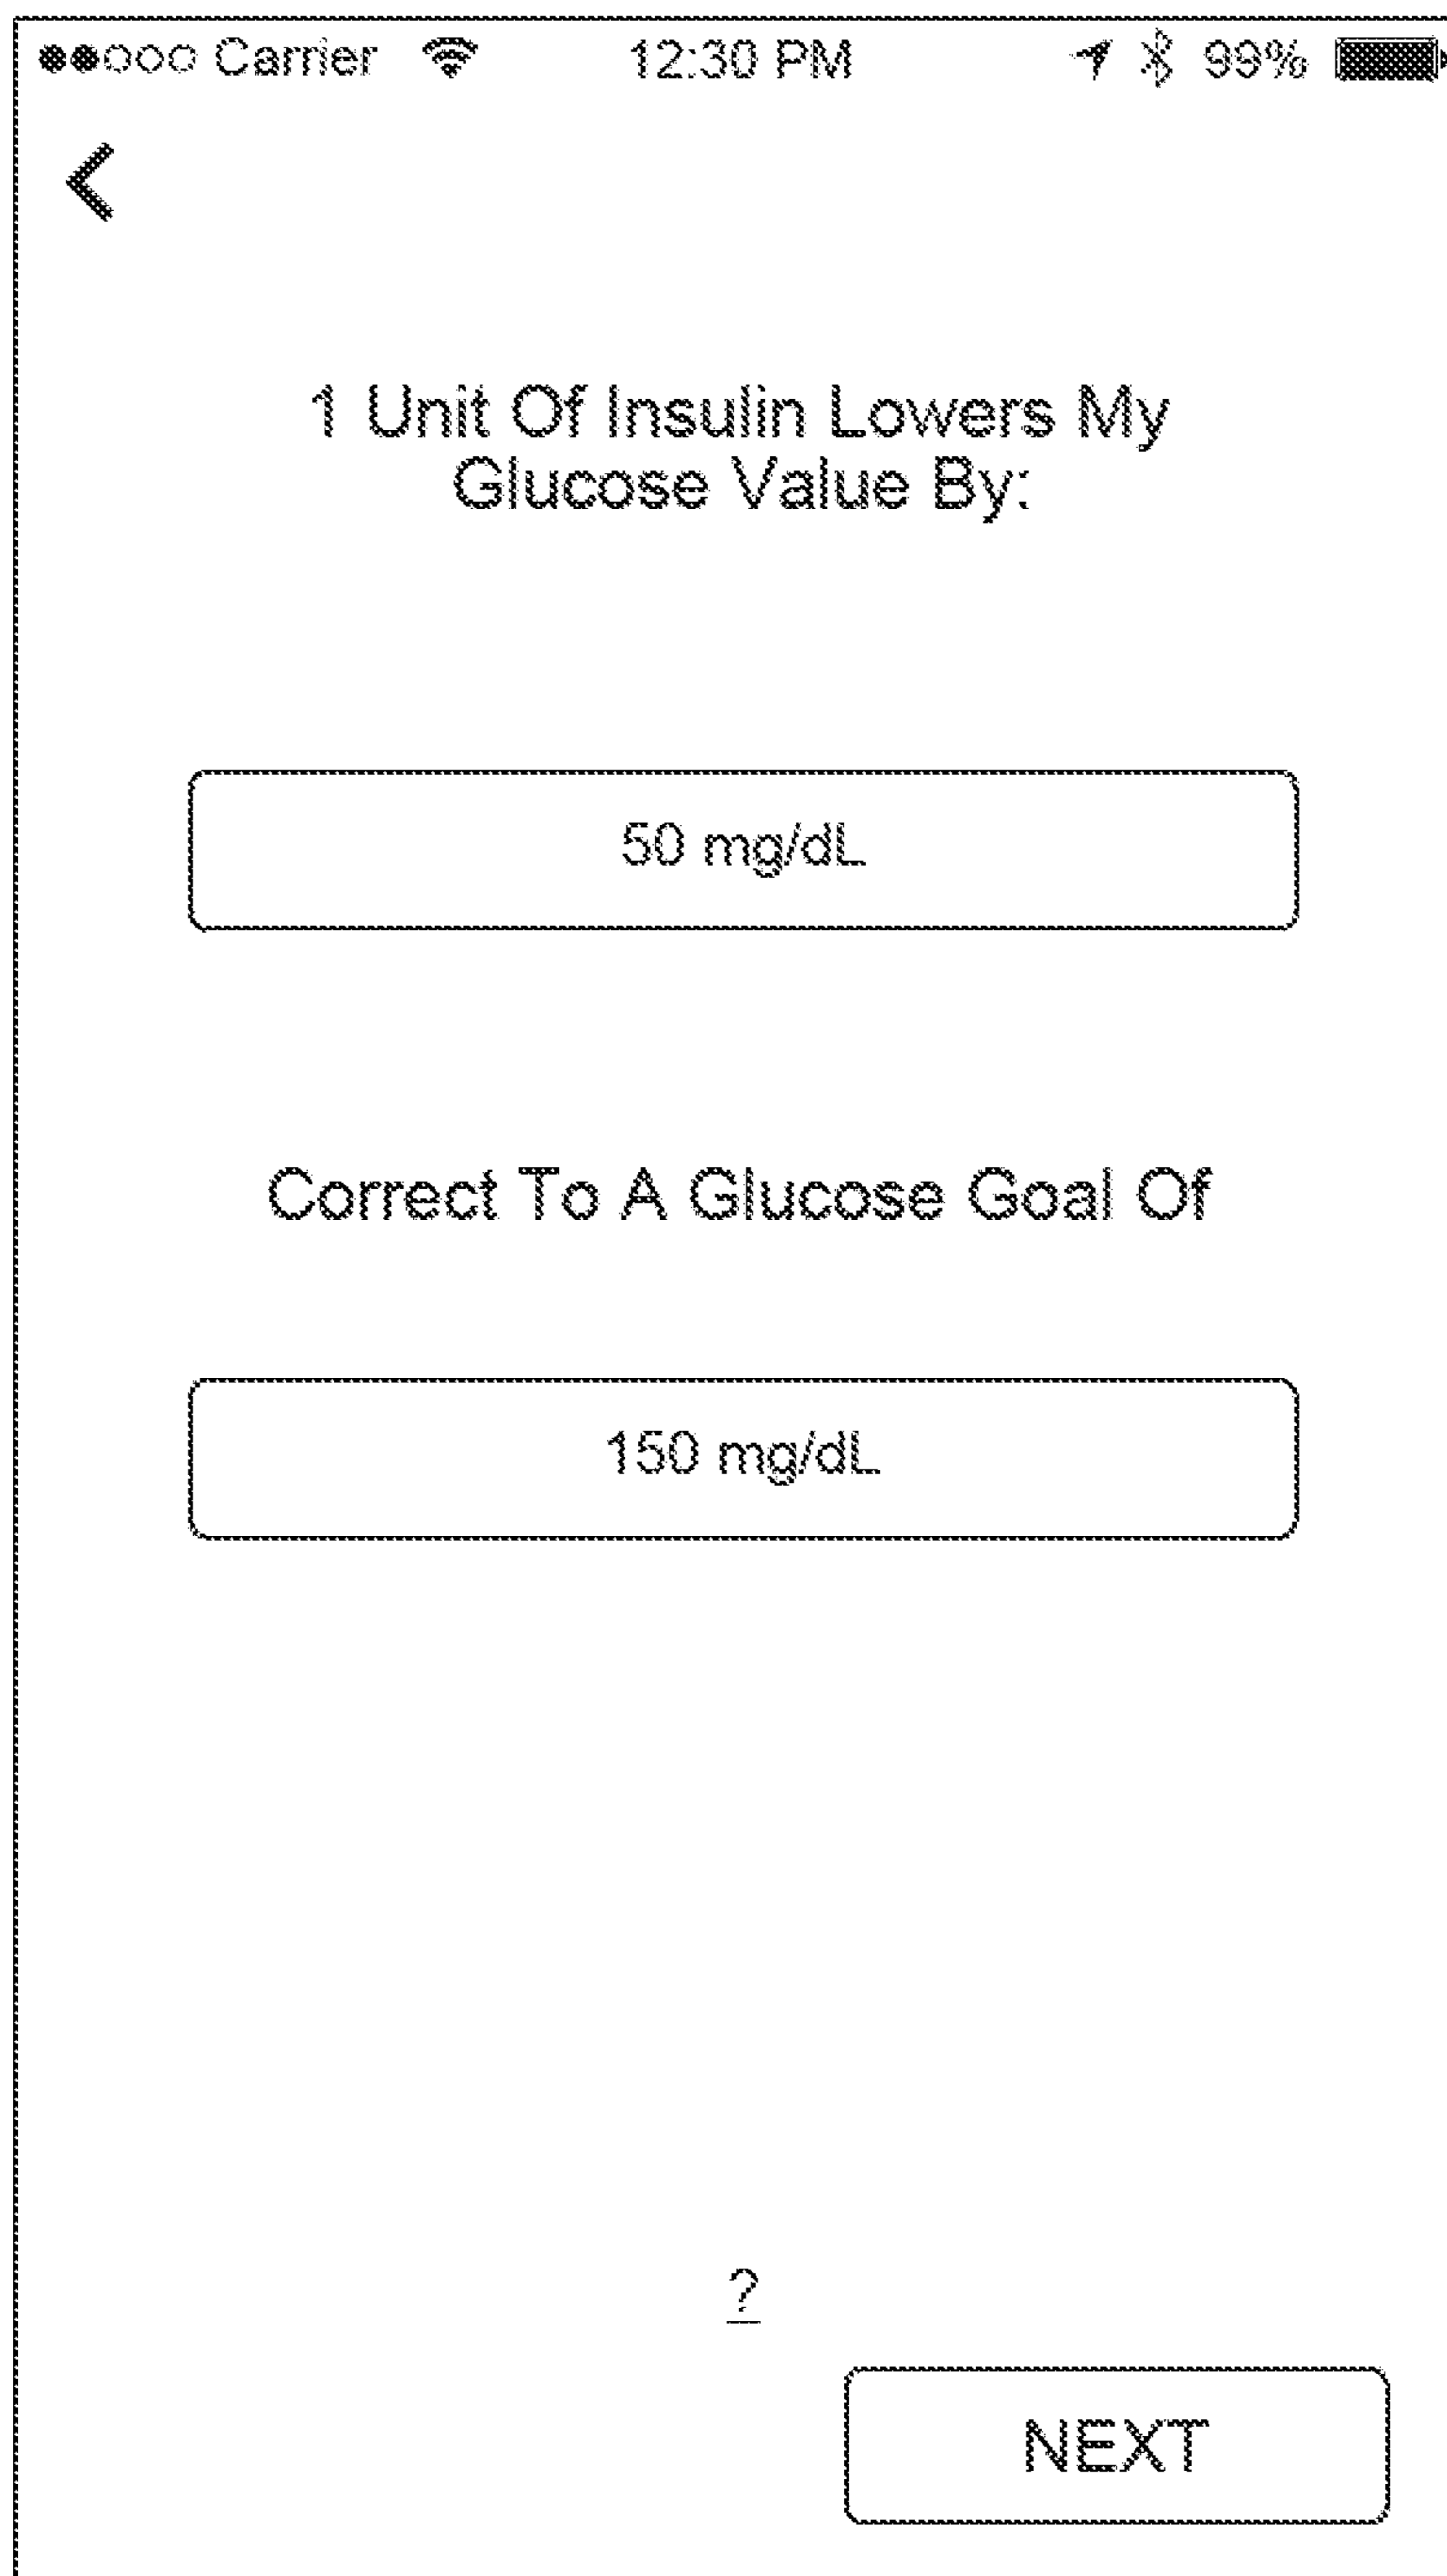 Carrier 12:30 PM 99%
1 Unit Of Insulin Lowers My
Glucose Value By:
50 mg/dL
Correct To A Glucose Goal Of
150 mg/dL
?
NEXT